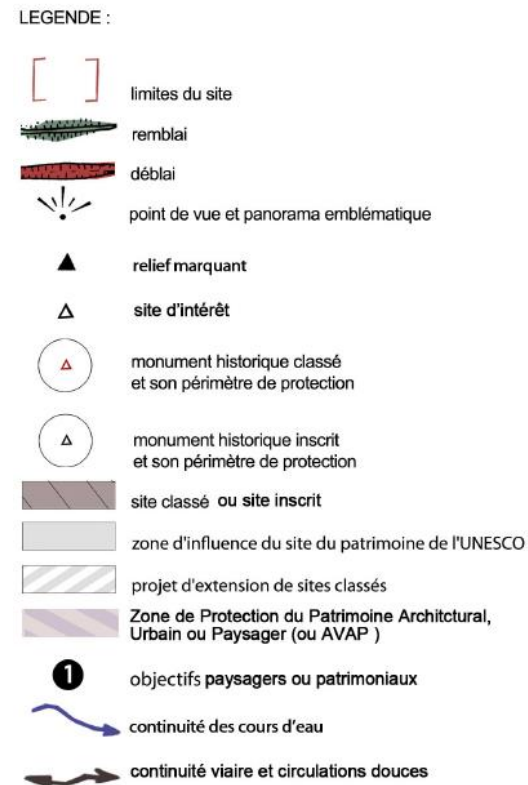 LEGENDE :
limites du site
remblai
déblai
point de vue et panorama emblématique
relief marquant
site d'intérêt
monument historique classé
et son périmètre de protection
monument historique inscrit
et son périmètre de protection
site classé ou site inscrit
zone d'influence du site du patrimoine de l'UNESCO
projet d'extension de sites classés
Zone de Protection du Patrimoine Architctural,
Urbain ou Paysager (ou AVAP )
1 objectifs paysagers ou patrimoniaux
continuité des cours d'eau
continuité viaire et circulations douces